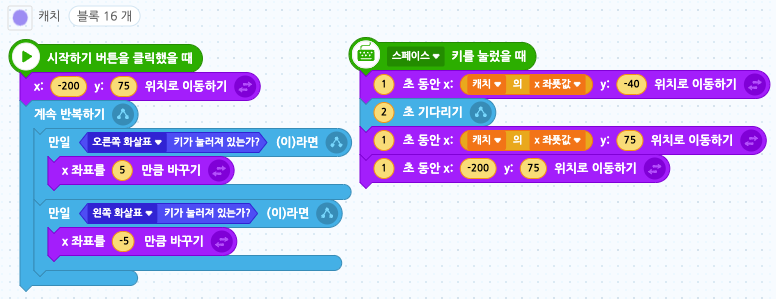 캐치 블록 16 개
시작하기 버튼을 클릭했을 때
x: -200 y: 75 위치로 이동하기
계속 반복하기
만일 오른쪽 화살표 키가 눌러져 있는가? (이)라면
x 좌표를 5 만큼 바꾸기
만일 왼쪽 화살표 키가 눌러져 있는가? (이)라면
x 좌표를 -5 만큼 바꾸기
스페이스 키를 눌렀을 때
1 초 동안 x: 캐치 의 x 좌푯값 y: -40 위치로 이동하기
2 초 기다리기
1 초 동안 x: 캐치 의 x 좌푯값 y: 75 위치로 이동하기
1 초 동안 x: -200 y: 75 위치로 이동하기